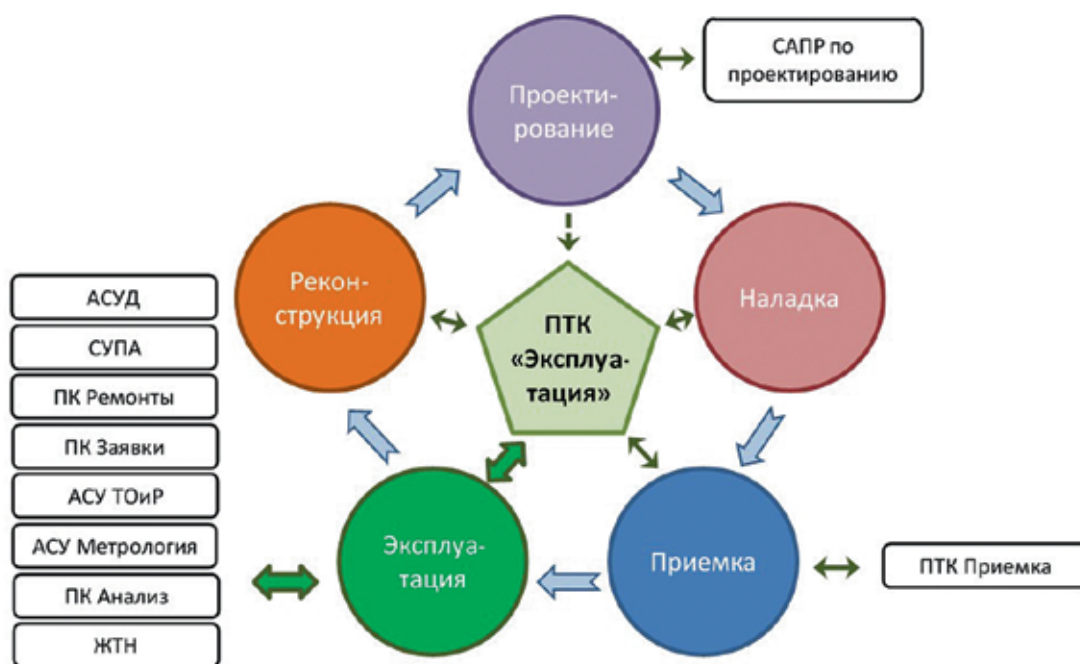 САПР по
проектированию
Проекти-
рование
Рекон-
струкция
Наладка
ПТК
«Эксплуа-
тация»
АСУД
СУПА
ПК Ремонты
ПК Заявки
АСУ ТОиР
АСУ Метрология
ПК Анализ
ЖТН
Эксплуа-
тация
Приемка
ПТК Приемка